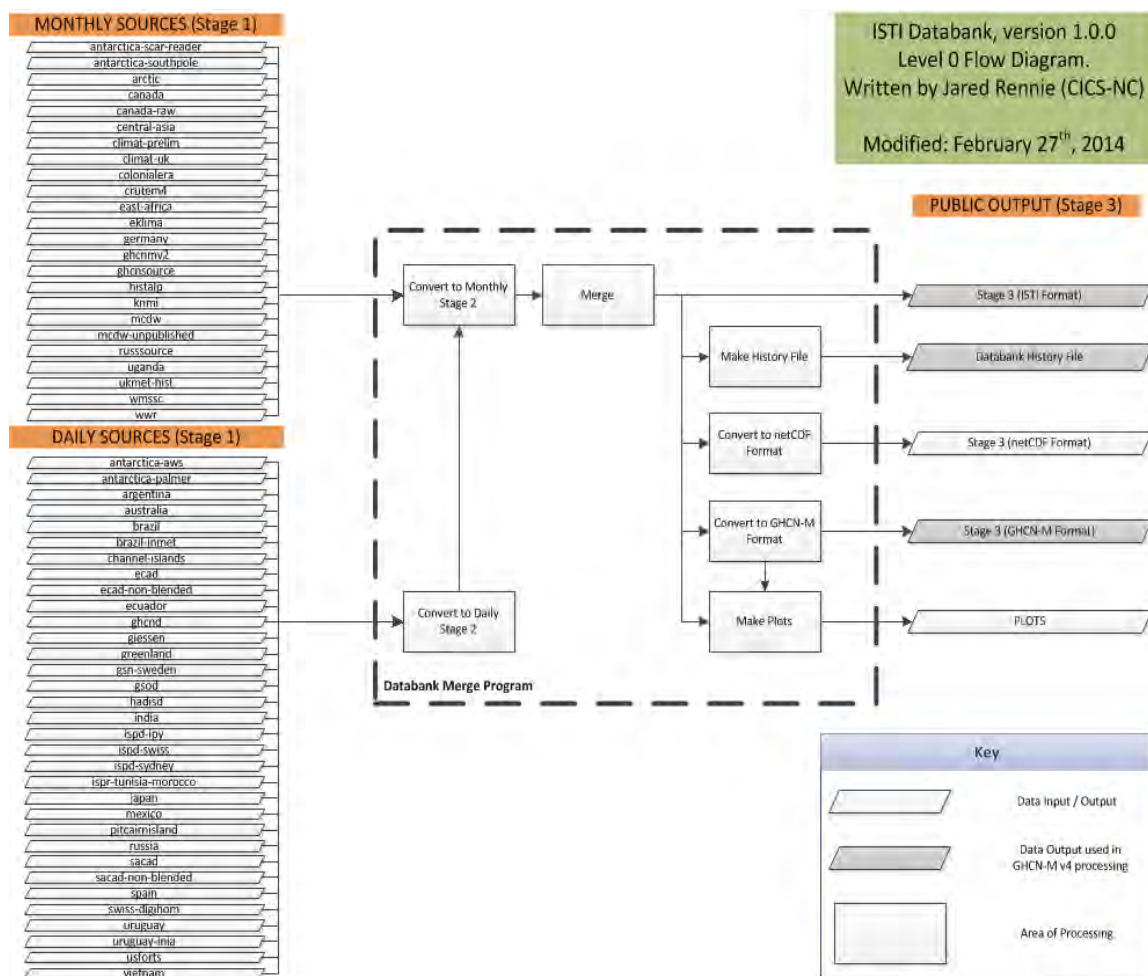 MONTHLY SOURCES (Stage 1)
antarctica-scar-reader
antarctica-southpole
arctic
canada
canada-raw
central-asia
climat-prelim
climat-uk
colonialera
crutem4
east-africa
eklima
germany
ghcnmv2
ghcnsource
histalp
knmi
mcdw
mcdw-unpublished
russsource
uganda
ukmet-hist
wmssc
wwr
DAILY SOURCES (Stage 1)
antarctica-aws
antarctica-palmer
argentina
australia
brazil
brazil-inmet
channel-islands
ecad
ecad-non-blended
ecuador
ghcnd
giessen
greenland
gsn-sweden
gsod
hadisd
india
ispd-ipy
ispd-swiss
ispd-sydney
ispr-tunisia-morocco
japan
mexico
pitcairnisland
russia
sacad
sacad-non-blended
spain
swiss-digihom
uruguay
uruguay-inia
usforts
vietnam
Convert to Monthly
Stage 2
Merge
Make History File
Convert to netCDF
Format
Convert to GHCN-M
Format
Convert to Daily
Stage 2
Make Plots
Databank Merge Program
ISTI Databank, version 1.0.0
Level 0 Flow Diagram.
Written by Jared Rennie (CICS-NC)
Modified: February 27th, 2014
PUBLIC OUTPUT (Stage 3)
Stage 3 (ISTI Format)
Databank History File
Stage 3 (netCDF Format)
Stage 3 (GHCN-M Format)
PLOTS
Key
Data Input / Output
Data Output used in
GHCN-M v4 processing
Area of Processing